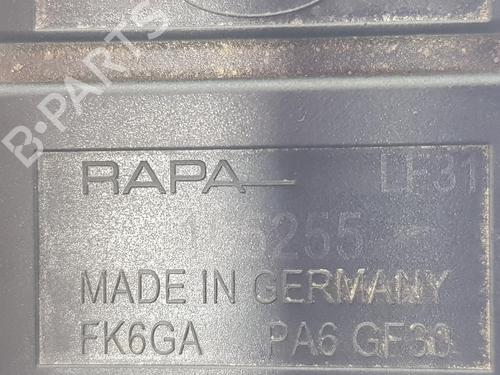 B-PARTS
RAPA LF31
MADE IN GERMANY
FK6GA PA6 GF30